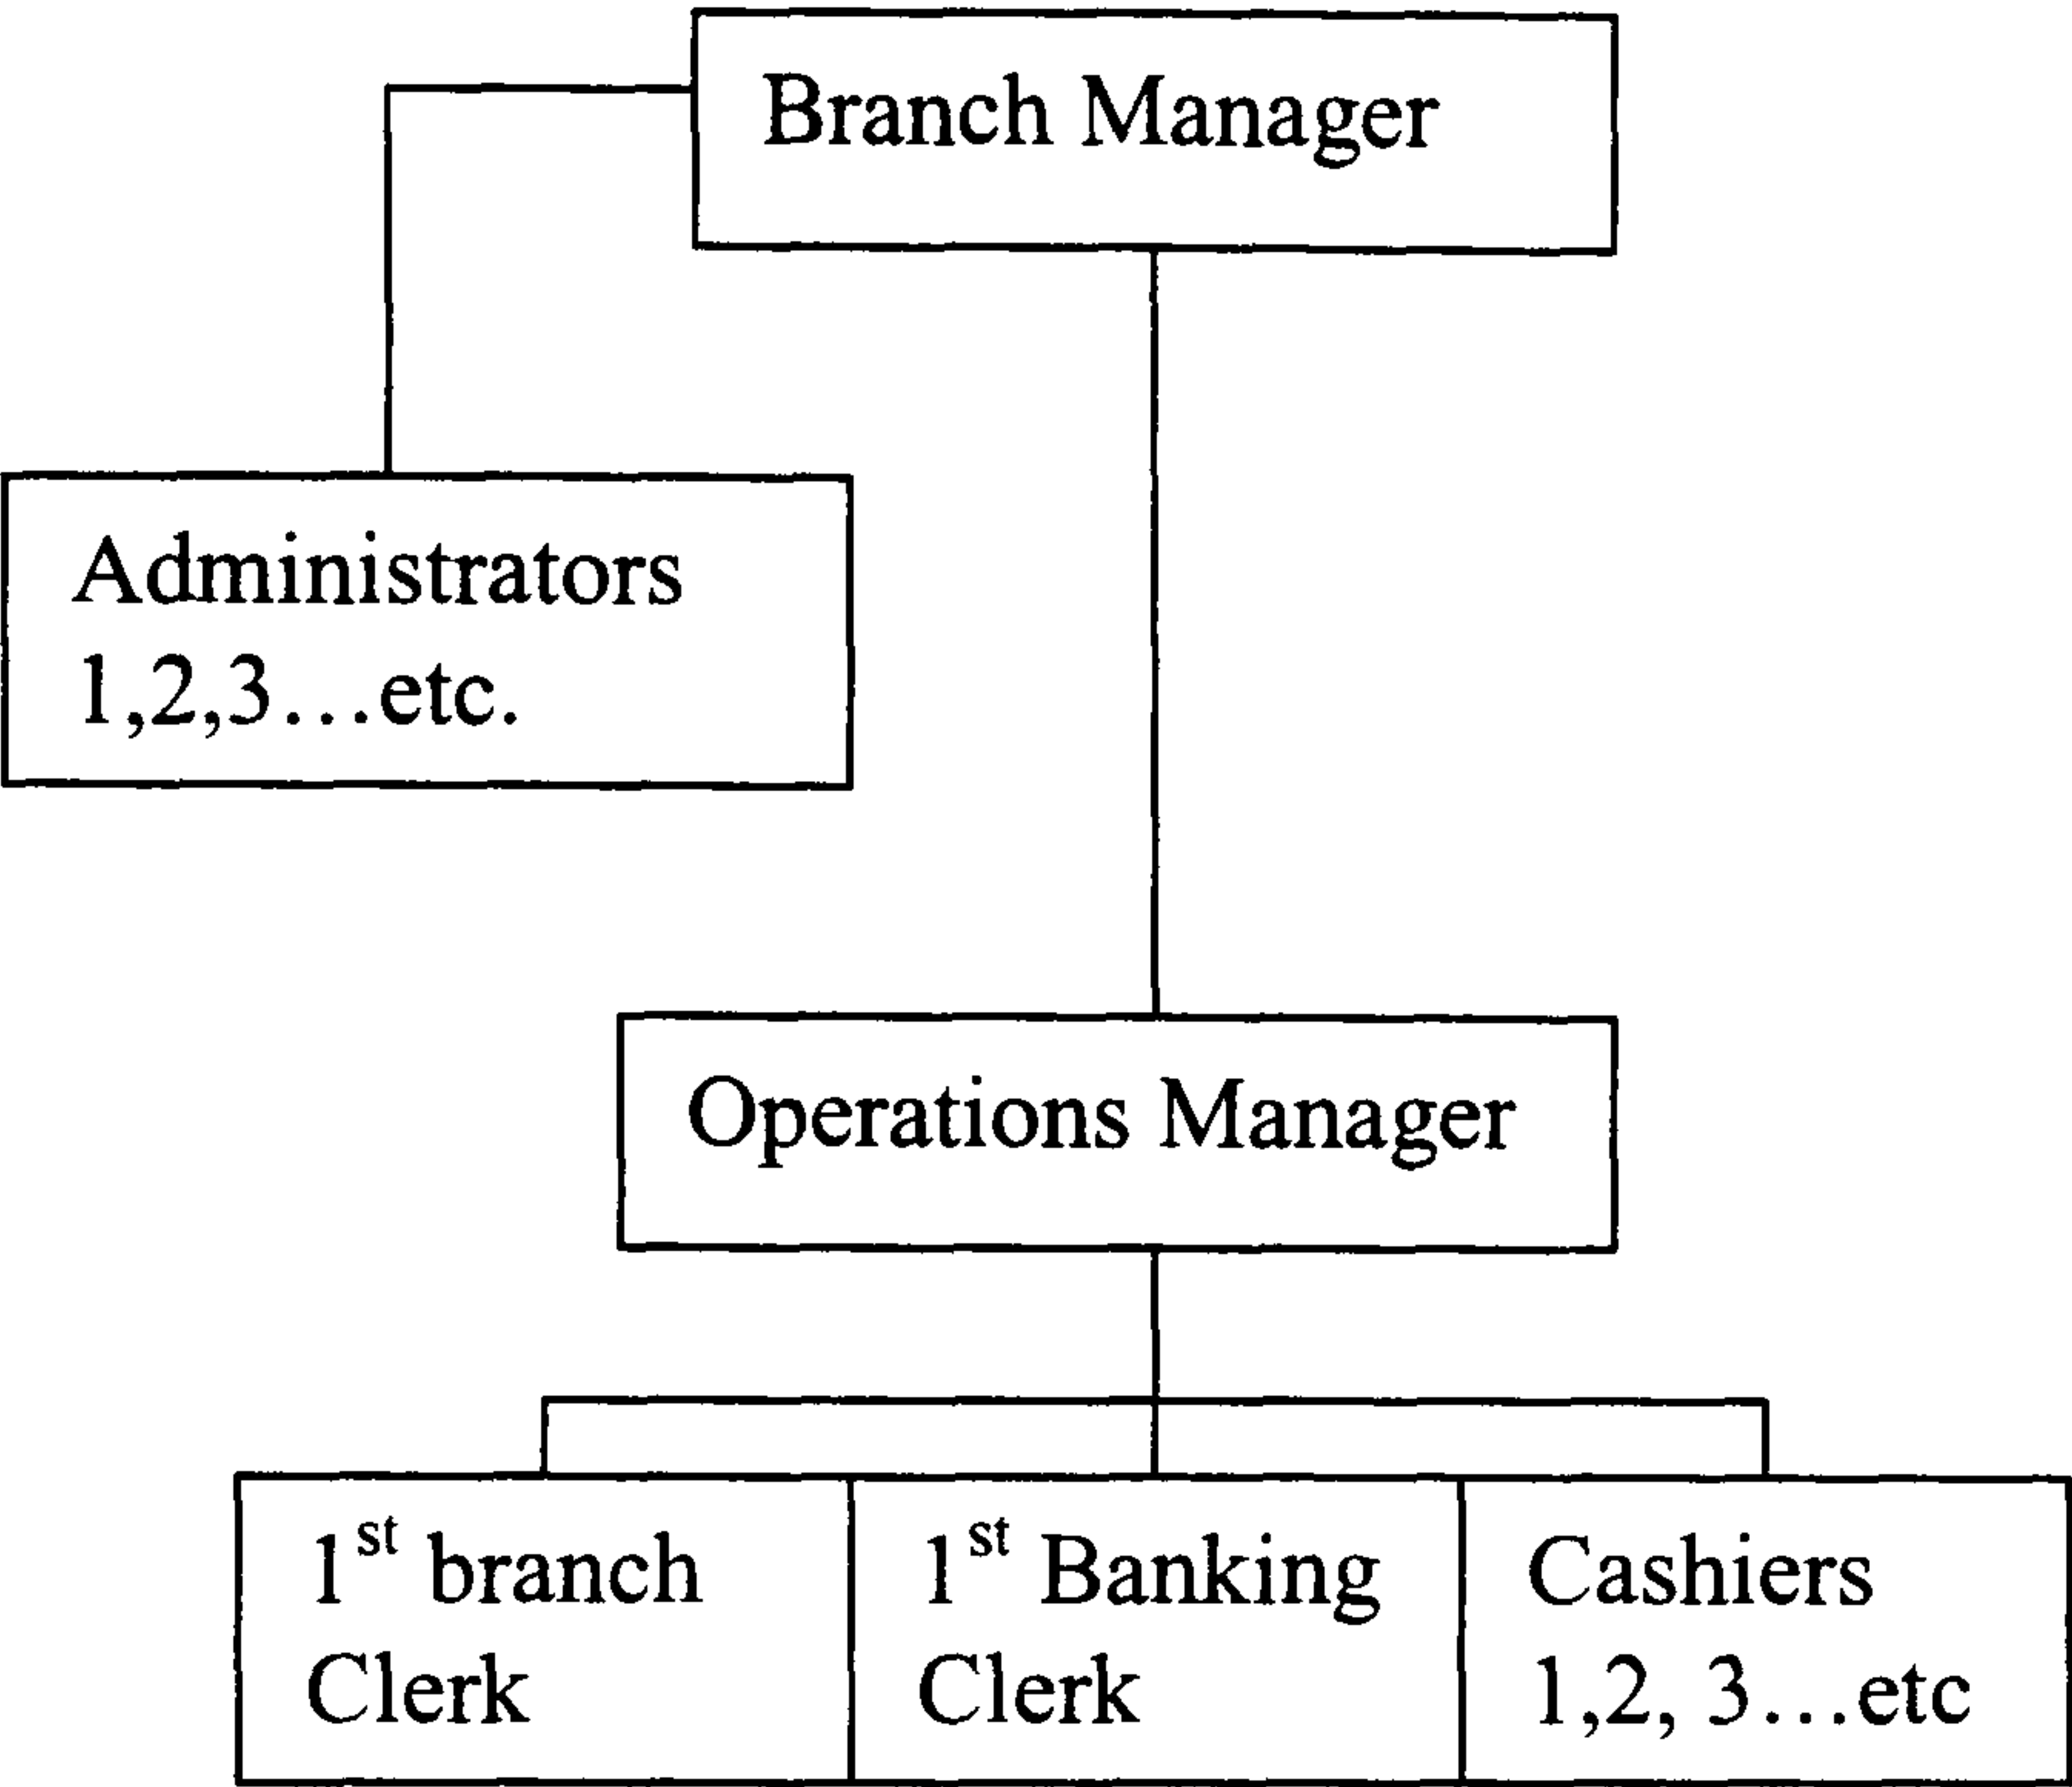 Branch Manager
Administrators
1,2,3...etc.
Operations Manager
1st branch
Clerk
1st Banking
Clerk
Cashiers
1,2, 3...etc